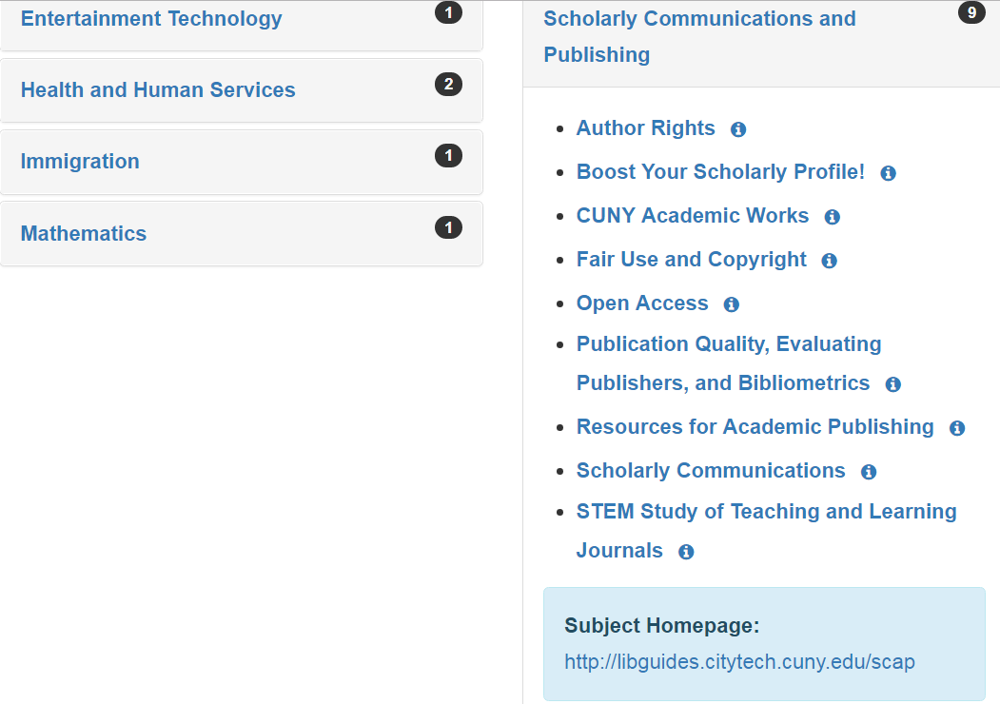 Entertainment Technology 1
Health and Human Services 2
Immigration 1
Mathematics 1
Scholarly Communications and 9
Publishing
Author Rights
Boost Your Scholarly Profile!
CUNY Academic Works
Fair Use and Copyright
Open Access
Publication Quality, Evaluating
Publishers, and Bibliometrics
Resources for Academic Publishing
Scholarly Communications
STEM Study of Teaching and Learning
Journals
Subject Homepage:
http://libguides.citytech.cuny.edu/scap